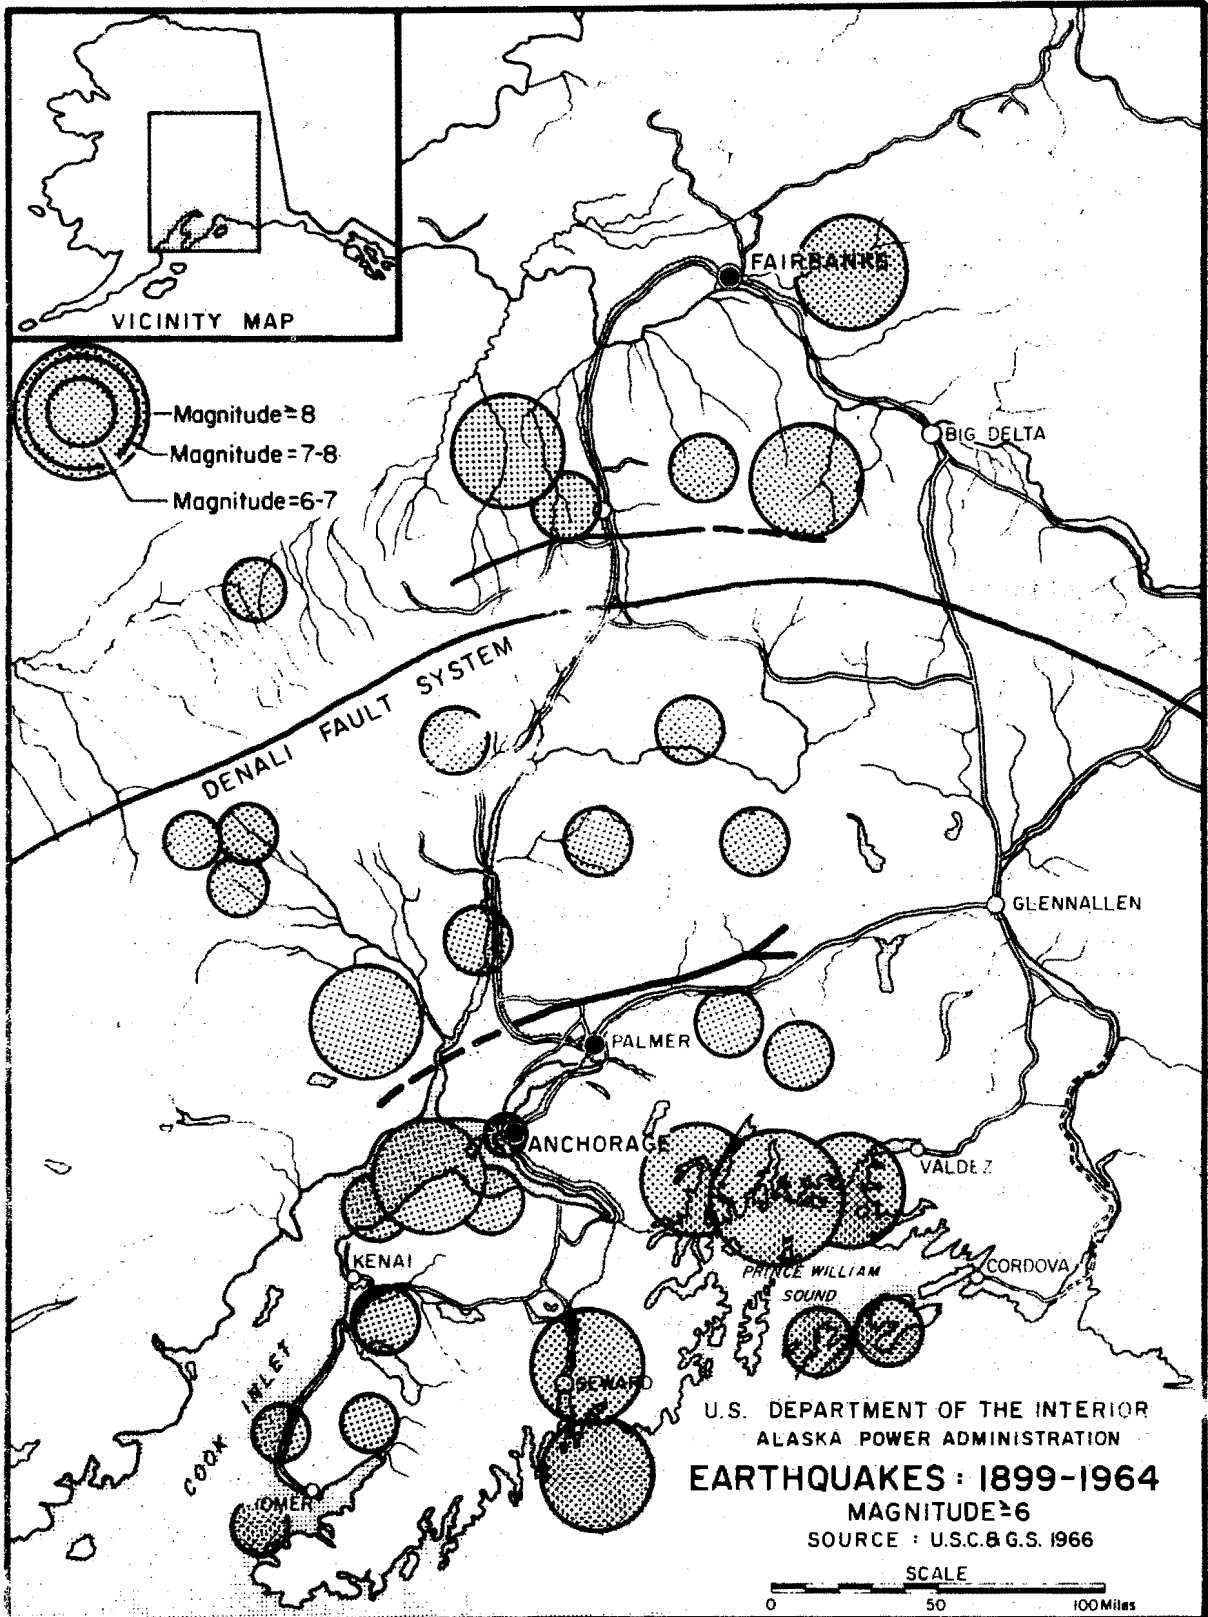 VICINITY MAP
Magnitude ≥ 8
Magnitude = 7-8
Magnitude = 6-7
FAIRBANKS
BIG DELTA
DENALI FAULT SYSTEM
GLENNALLEN
PALMER
ANCHORAGE
VALDEZ
KENAI
CORDOVA
PRINCE WILLIAM
SOUND
COOK INLET
SEWARD
HOMER
U.S. DEPARTMENT OF THE INTERIOR
ALASKA POWER ADMINISTRATION
EARTHQUAKES : 1899-1964
MAGNITUDE ≥ 6
SOURCE : U.S.C.& G.S. 1966
SCALE
0 50 100 Miles